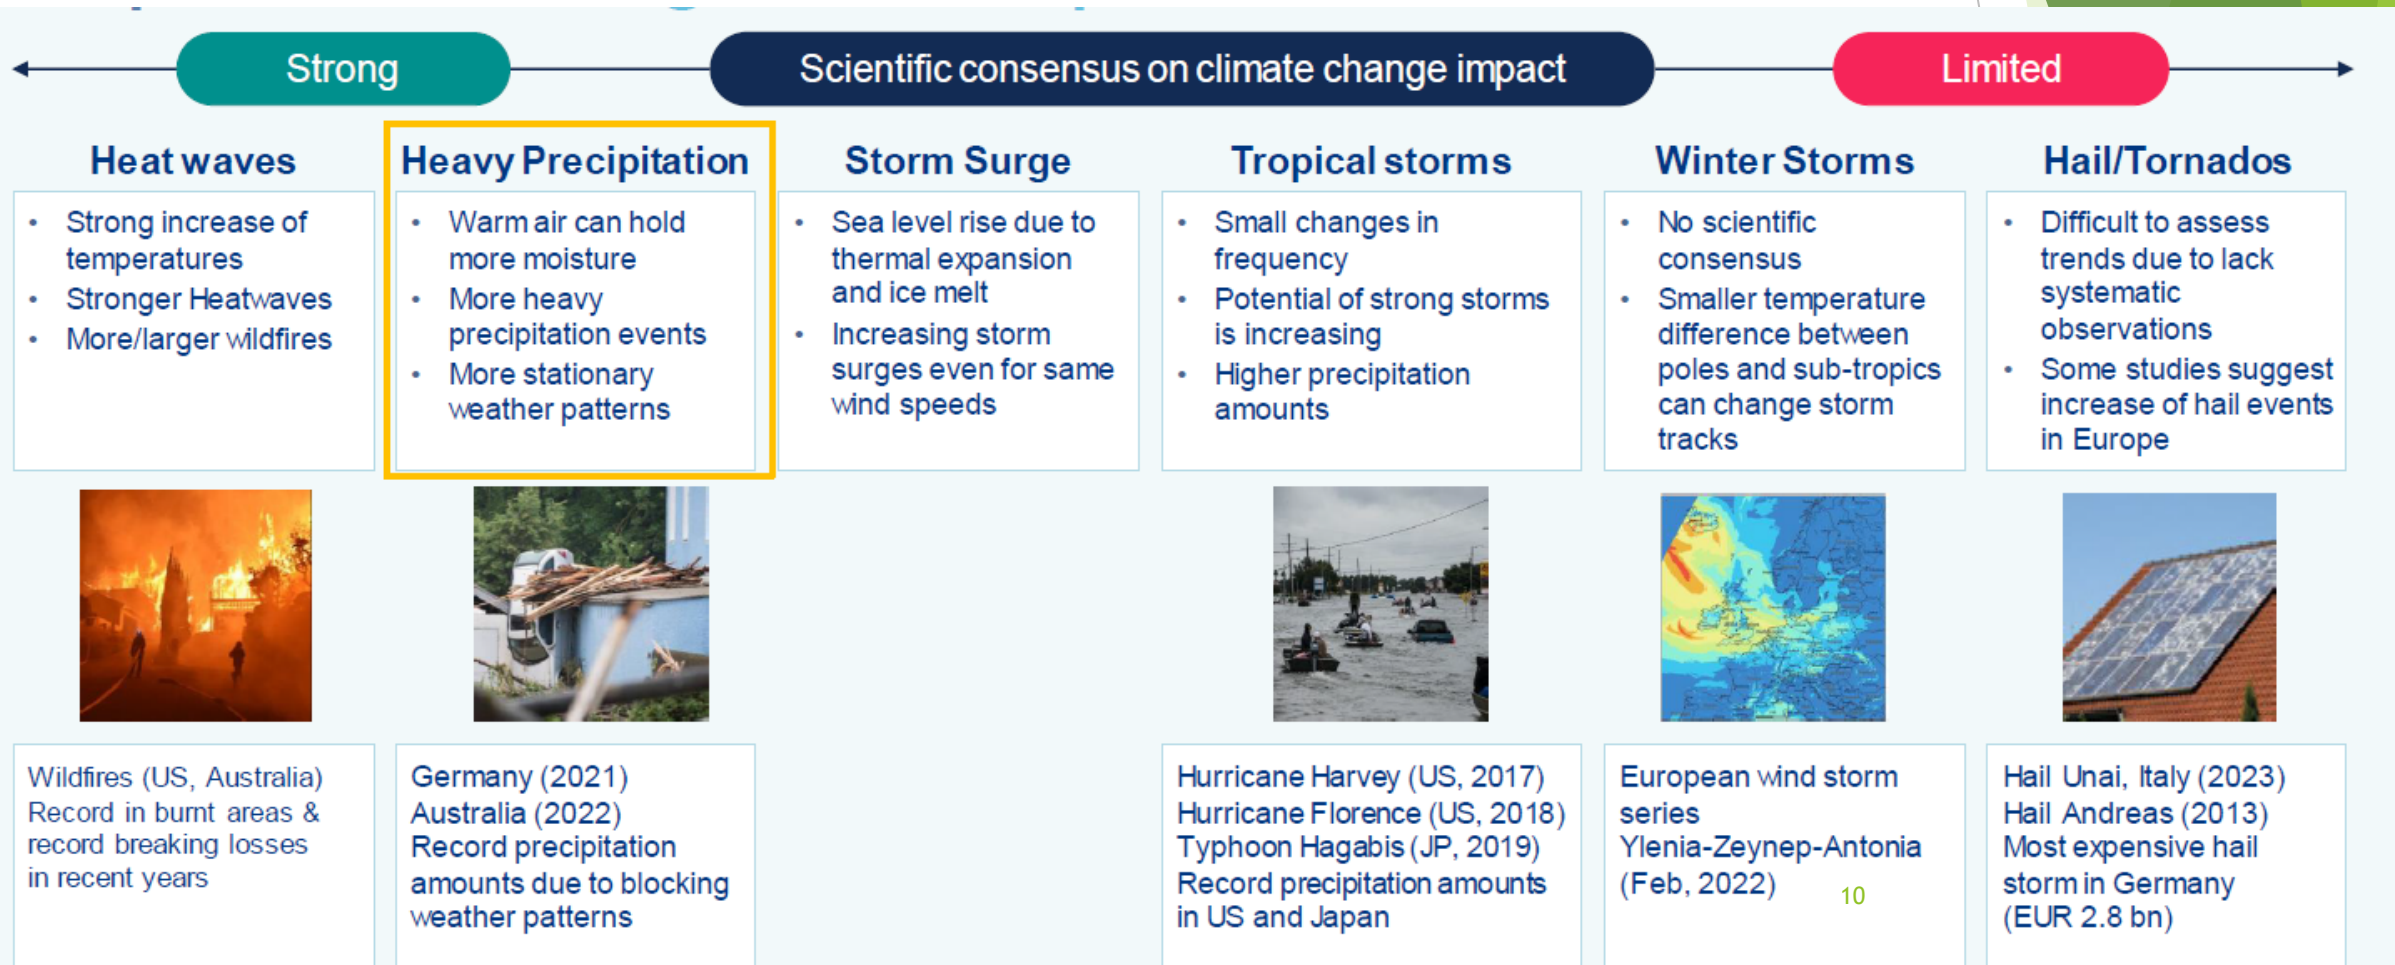 Strong
Scientific consensus on climate change impact
Limited
Heat waves
• Strong increase of
temperatures
• Stronger Heatwaves
• More/larger wildfires
Heavy Precipitation
• Warm air can hold
more moisture
• More heavy
precipitation events
• More stationary
weather patterns
Storm Surge
• Sea level rise due to
thermal expansion
and ice melt
• Increasing storm
surges even for same
wind speeds
Tropical storms
• Small changes in
frequency
• Potential of strong storms
is increasing
• Higher precipitation
amounts
Winter Storms
• No scientific
consensus
• Smaller temperature
difference between
poles and sub-tropics
can change storm
tracks
Hail/Tornados
• Difficult to assess
trends due to lack
systematic
observations
• Some studies suggest
increase of hail events
in Europe
Wildfires (US, Australia)
Record in burnt areas &
record breaking losses
in recent years
Germany (2021)
Australia (2022)
Record precipitation
amounts due to blocking
weather patterns
Hurricane Harvey (US, 2017)
Hurricane Florence (US, 2018)
Typhoon Hagabis (JP, 2019)
Record precipitation amounts
in US and Japan
European wind storm
series
Ylenia-Zeynep-Antonia
(Feb, 2022)
10
Hail Unai, Italy (2023)
Hail Andreas (2013)
Most expensive hail
storm in Germany
(EUR 2.8 bn)